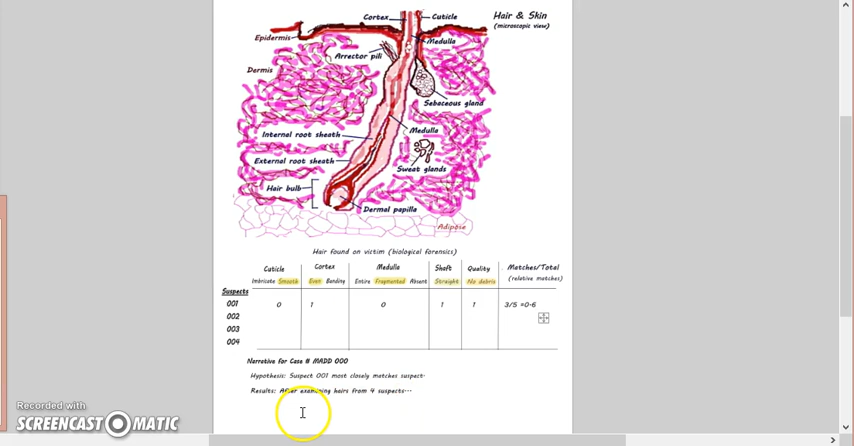 Hair & Skin
(microscopic view)
Cortex
Cuticle
Epidermis
Medulla
Arrector pili
Dermis
Sebaceous gland
Medulla
Internal root sheath
External root sheath
Sweat glands
Hair bulb
Dermal papilla
Adipose
Hair found on victim (biological forensics)
Cuticle Cortex Medulla Shaft Quality Matches/Total
Imbricate Smooth Even Banding Entire Fragmented Absent Straight No debris (relative matches)
Suspects
001 0 1 0 1 1 3/5 =0.6
002
003
004
Narrative for Case # MADD 000
Hypothesis: Suspect 001 most closely matches suspect.
Results: After examining hairs from 4 suspects...
Recorded with
SCREENCAST MATIC